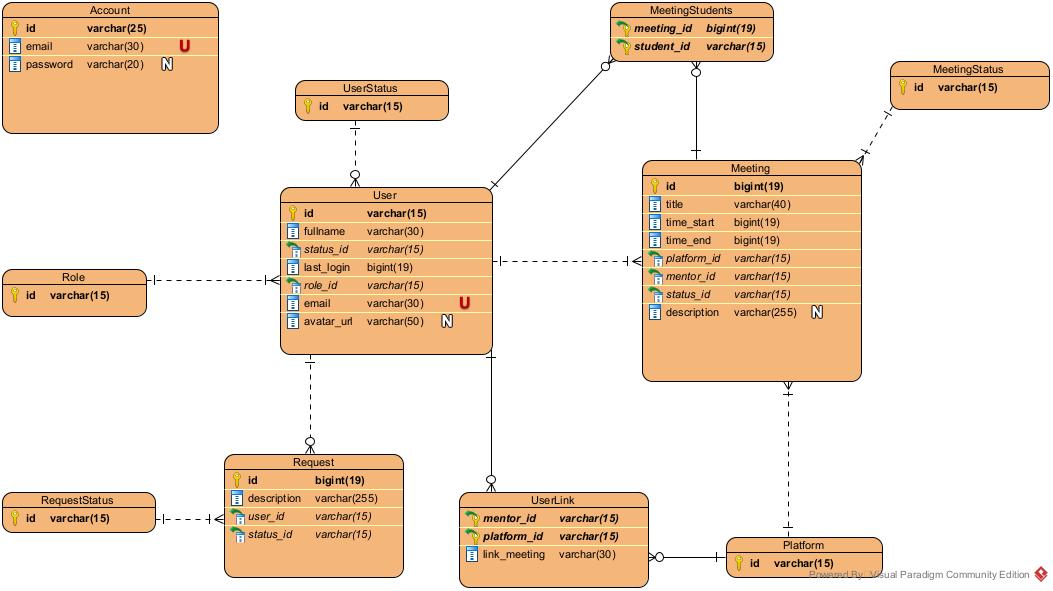 Account
id varchar(25)
email varchar(30) U
password varchar(20) N
MeetingStudents
meeting_id bigint(19)
student_id varchar(15)
MeetingStatus
id varchar(15)
UserStatus
id varchar(15)
User
id varchar(15)
fullname varchar(30)
status_id varchar(15)
last_login bigint(19)
role_id varchar(15)
email varchar(30) U
avatar_url varchar(50) N
Meeting
id bigint(19)
title varchar(40)
time_start bigint(19)
time_end bigint(19)
platform_id varchar(15)
mentor_id varchar(15)
status_id varchar(15)
description varchar(255) N
Role
id varchar(15)
Request
id bigint(19)
description varchar(255)
user_id varchar(15)
status_id varchar(15)
RequestStatus
id varchar(15)
UserLink
mentor_id varchar(15)
platform_id varchar(15)
link_meeting varchar(30)
Platform
id varchar(15)
Powered By: Visual Paradigm Community Edition